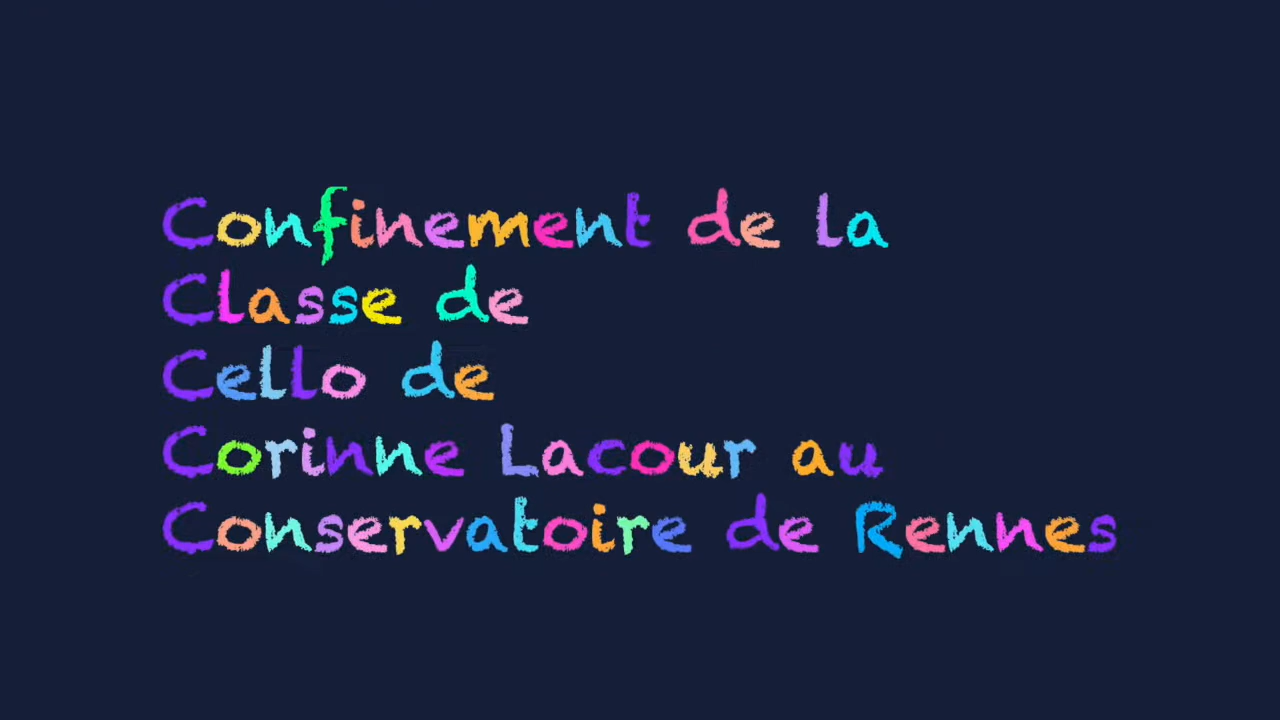 Confinement de la
Classe de
Cello de
Corinne Lacour au
Conservatoire de Rennes